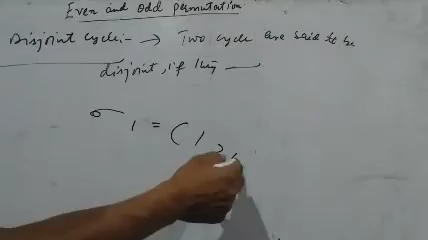 Even and odd permutation
Disjoint cycle:- → Two cycle are said to be
disjoint, if they —
σ1 = ( 1